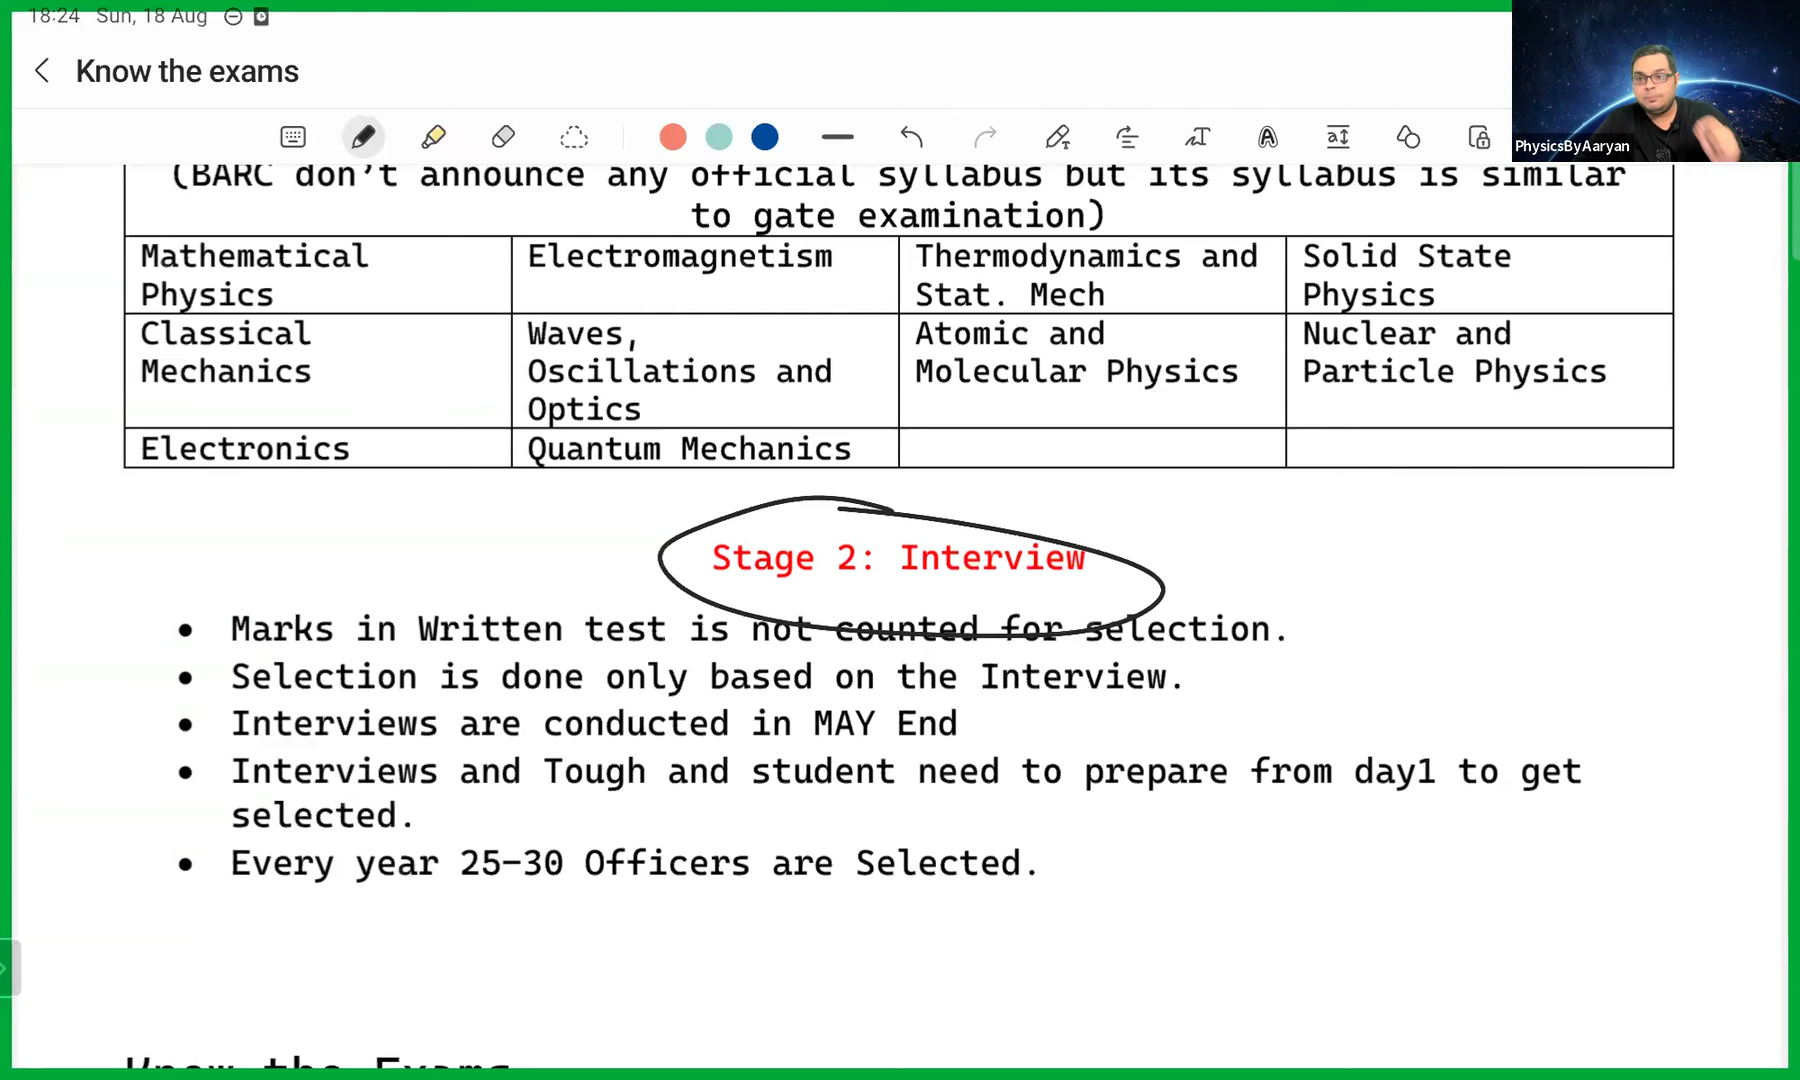 18:24 Sun, 18 Aug
Know the exams
PhysicsByAaryan
(BARC don't announce any official syllabus but its syllabus is similar
to gate examination)
Mathematical Physics
Electromagnetism
Thermodynamics and Stat. Mech
Solid State Physics
Classical Mechanics
Waves, Oscillations and Optics
Atomic and Molecular Physics
Nuclear and Particle Physics
Electronics
Quantum Mechanics
Stage 2: Interview
• Marks in Written test is not counted for selection.
• Selection is done only based on the Interview.
• Interviews are conducted in MAY End
• Interviews and Tough and student need to prepare from day1 to get
selected.
• Every year 25-30 Officers are Selected.
Know the Exams